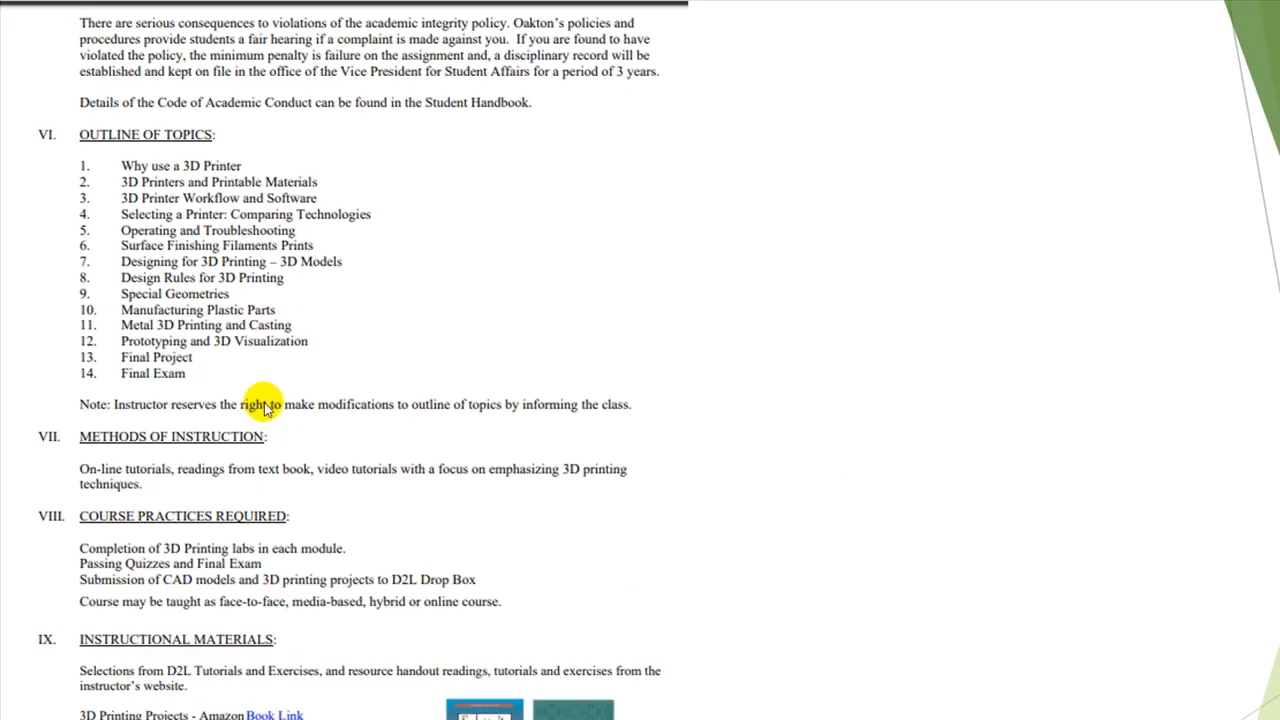 There are serious consequences to violations of the academic integrity policy. Oakton's policies and
procedures provide students a fair hearing if a complaint is made against you.  If you are found to have
violated the policy, the minimum penalty is failure on the assignment and, a disciplinary record will be
established and kept on file in the office of the Vice President for Student Affairs for a period of 3 years.
Details of the Code of Academic Conduct can be found in the Student Handbook.
VI. OUTLINE OF TOPICS:
1. Why use a 3D Printer
2. 3D Printers and Printable Materials
3. 3D Printer Workflow and Software
4. Selecting a Printer: Comparing Technologies
5. Operating and Troubleshooting
6. Surface Finishing Filaments Prints
7. Designing for 3D Printing – 3D Models
8. Design Rules for 3D Printing
9. Special Geometries
10. Manufacturing Plastic Parts
11. Metal 3D Printing and Casting
12. Prototyping and 3D Visualization
13. Final Project
14. Final Exam
Note: Instructor reserves the right to make modifications to outline of topics by informing the class.
VII. METHODS OF INSTRUCTION:
On-line tutorials, readings from text book, video tutorials with a focus on emphasizing 3D printing
techniques.
VIII. COURSE PRACTICES REQUIRED:
Completion of 3D Printing labs in each module.
Passing Quizzes and Final Exam
Submission of CAD models and 3D printing projects to D2L Drop Box
Course may be taught as face-to-face, media-based, hybrid or online course.
IX. INSTRUCTIONAL MATERIALS:
Selections from D2L Tutorials and Exercises, and resource handout readings, tutorials and exercises from the
instructor's website.
3D Printing Projects - Amazon Book Link